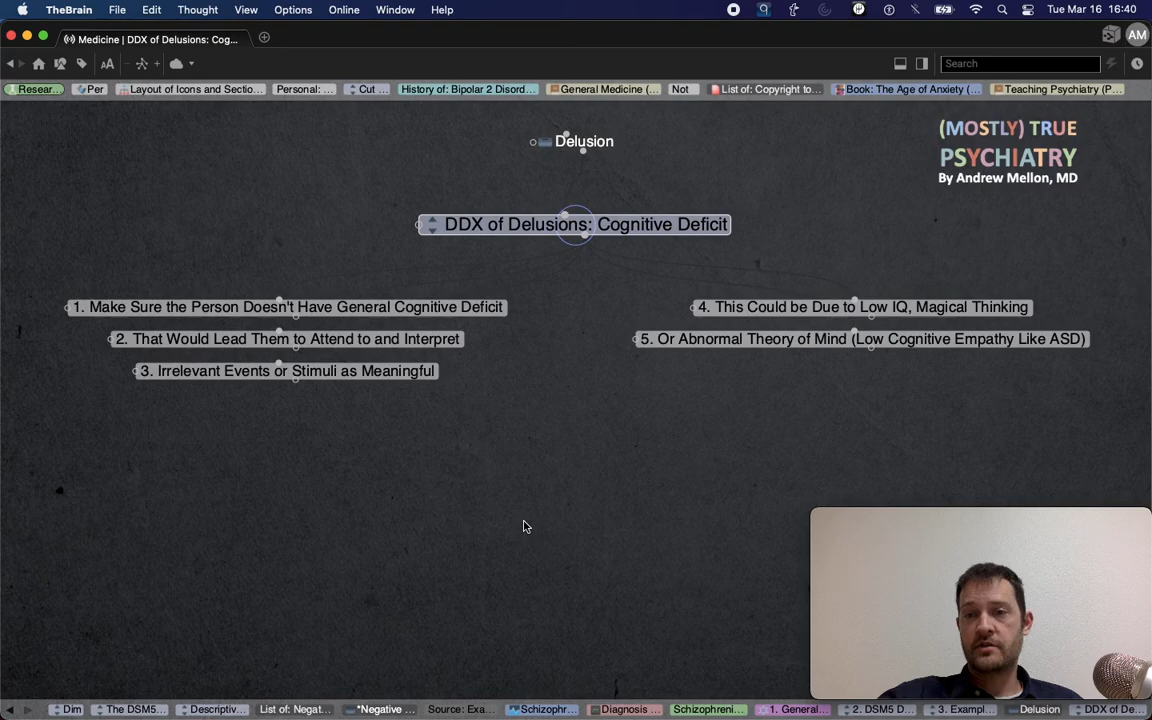 TheBrain File Edit Thought View Options Online Window Help Tue Mar 16 16:40
Medicine | DDX of Delusions: Cog...
AM
AA
Search
Resear... Per Layout of Icons and Sectio... Personal: ... Cut ... History of: Bipolar 2 Disord... General Medicine (... Not List of: Copyright to... Book: The Age of Anxiety (... Teaching Psychiatry (P...
(MOSTLY) TRUE
PSYCHIATRY
By Andrew Mellon, MD
Delusion
DDX of Delusions: Cognitive Deficit
1. Make Sure the Person Doesn't Have General Cognitive Deficit
2. That Would Lead Them to Attend to and Interpret
3. Irrelevant Events or Stimuli as Meaningful
4. This Could be Due to Low IQ, Magical Thinking
5. Or Abnormal Theory of Mind (Low Cognitive Empathy Like ASD)
Dim The DSM5... Descriptiv... List of: Negat... *Negative ... Source: Exa... Schizophr... Diagnosis ... Schizophreni... 1. General... 2. DSM5 D... 3. Exampl... Delusion DDX of De...